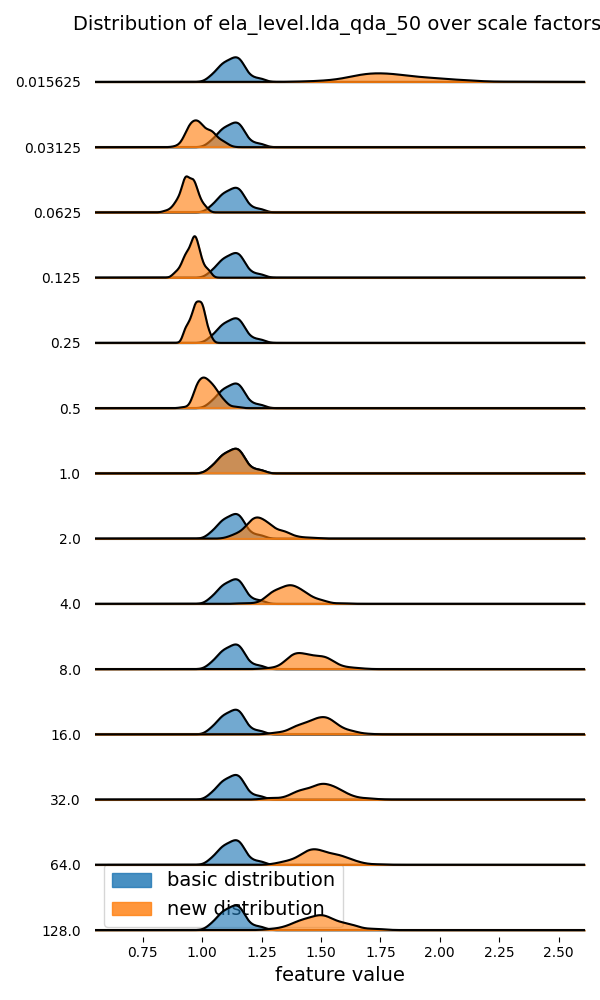 Distribution of ela_level.lda_qda_50 over scale factors
0.015625
0.03125
0.0625
0.125
0.25
0.5
1.0
2.0
4.0
8.0
16.0
32.0
64.0
basic distribution
new distribution
128.0
0.75 1.00 1.25 1.50 1.75 2.00 2.25 2.50
feature value